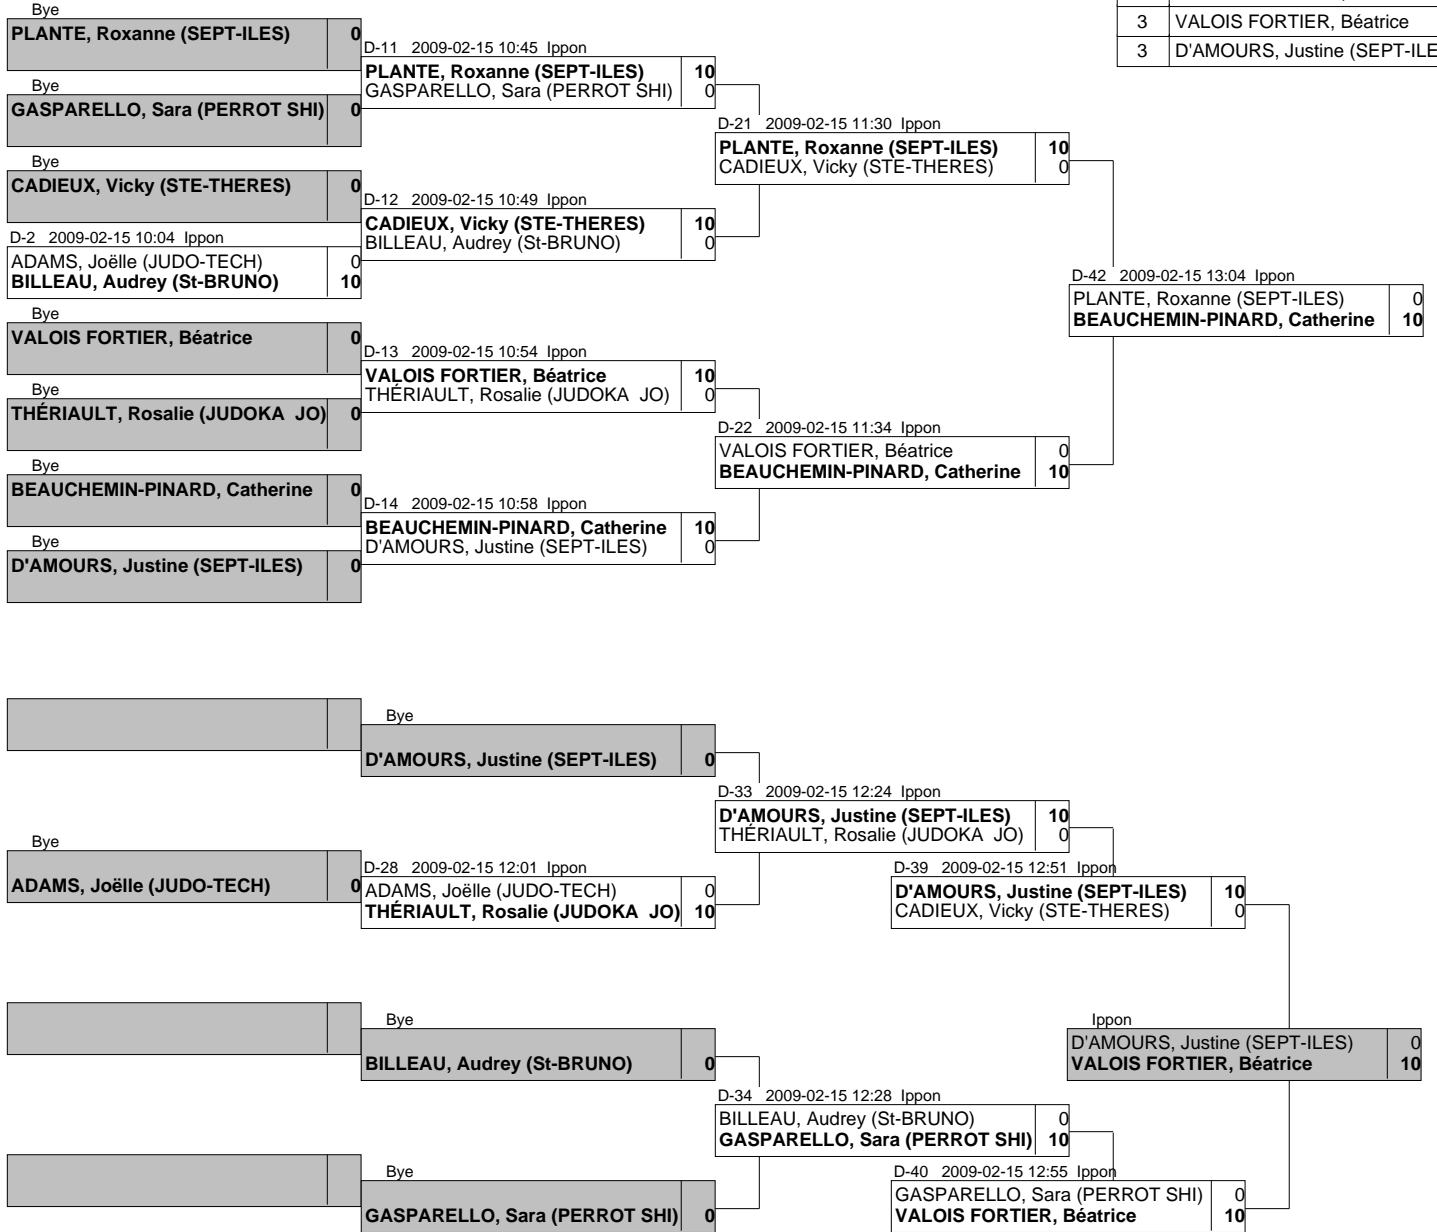 3 VALOIS FORTIER, Béatrice
3 D'AMOURS, Justine (SEPT-ILE
Bye
PLANTE, Roxanne (SEPT-ILES) 0
Bye
GASPARELLO, Sara (PERROT SHI) 0
Bye
CADIEUX, Vicky (STE-THERES) 0
D-2 2009-02-15 10:04 Ippon
ADAMS, Joëlle (JUDO-TECH) 0
BILLEAU, Audrey (St-BRUNO) 10
Bye
VALOIS FORTIER, Béatrice 0
Bye
THÉRIAULT, Rosalie (JUDOKA JO) 0
Bye
BEAUCHEMIN-PINARD, Catherine 0
Bye
D'AMOURS, Justine (SEPT-ILES) 0
D-11 2009-02-15 10:45 Ippon
PLANTE, Roxanne (SEPT-ILES) 10
GASPARELLO, Sara (PERROT SHI) 0
D-12 2009-02-15 10:49 Ippon
CADIEUX, Vicky (STE-THERES) 10
BILLEAU, Audrey (St-BRUNO) 0
D-13 2009-02-15 10:54 Ippon
VALOIS FORTIER, Béatrice 10
THÉRIAULT, Rosalie (JUDOKA JO) 0
D-14 2009-02-15 10:58 Ippon
BEAUCHEMIN-PINARD, Catherine 10
D'AMOURS, Justine (SEPT-ILES) 0
D-21 2009-02-15 11:30 Ippon
PLANTE, Roxanne (SEPT-ILES) 10
CADIEUX, Vicky (STE-THERES) 0
D-22 2009-02-15 11:34 Ippon
VALOIS FORTIER, Béatrice 0
BEAUCHEMIN-PINARD, Catherine 10
D-42 2009-02-15 13:04 Ippon
PLANTE, Roxanne (SEPT-ILES) 0
BEAUCHEMIN-PINARD, Catherine 10
Bye
ADAMS, Joëlle (JUDO-TECH) 0
Bye
D'AMOURS, Justine (SEPT-ILES) 0
D-28 2009-02-15 12:01 Ippon
ADAMS, Joëlle (JUDO-TECH) 0
THÉRIAULT, Rosalie (JUDOKA JO) 10
Bye
BILLEAU, Audrey (St-BRUNO) 0
Bye
GASPARELLO, Sara (PERROT SHI) 0
D-33 2009-02-15 12:24 Ippon
D'AMOURS, Justine (SEPT-ILES) 10
THÉRIAULT, Rosalie (JUDOKA JO) 0
D-34 2009-02-15 12:28 Ippon
BILLEAU, Audrey (St-BRUNO) 0
GASPARELLO, Sara (PERROT SHI) 10
D-39 2009-02-15 12:51 Ippon
D'AMOURS, Justine (SEPT-ILES) 10
CADIEUX, Vicky (STE-THERES) 0
D-40 2009-02-15 12:55 Ippon
GASPARELLO, Sara (PERROT SHI) 0
VALOIS FORTIER, Béatrice 10
Ippon
D'AMOURS, Justine (SEPT-ILES) 0
VALOIS FORTIER, Béatrice 10